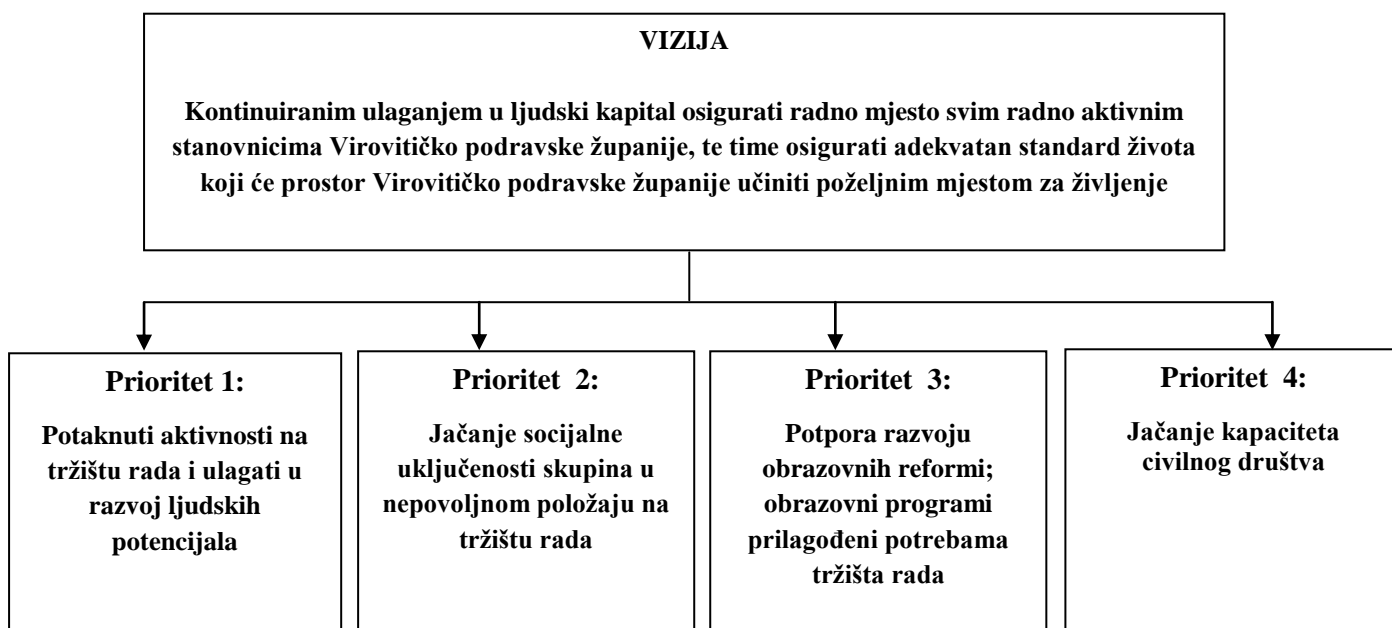 VIZIJA
Kontinuiranim ulaganjem u ljudski kapital osigurati radno mjesto svim radno aktivnim
stanovnicima Virovitičko podravske županije, te time osigurati adekvatan standard života
koji će prostor Virovitičko podravske županije učiniti poželjnim mjestom za življenje
Prioritet 1:
Potaknuti aktivnosti na
tržištu rada i ulagati u
razvoj ljudskih
potencijala
Prioritet 2:
Jačanje socijalne
uključenosti skupina u
nepovoljnom položaju na
tržištu rada
Prioritet 3:
Potpora razvoju
obrazovnih reformi;
obrazovni programi
prilagođeni potrebama
tržišta rada
Prioritet 4:
Jačanje kapaciteta
civilnog društva